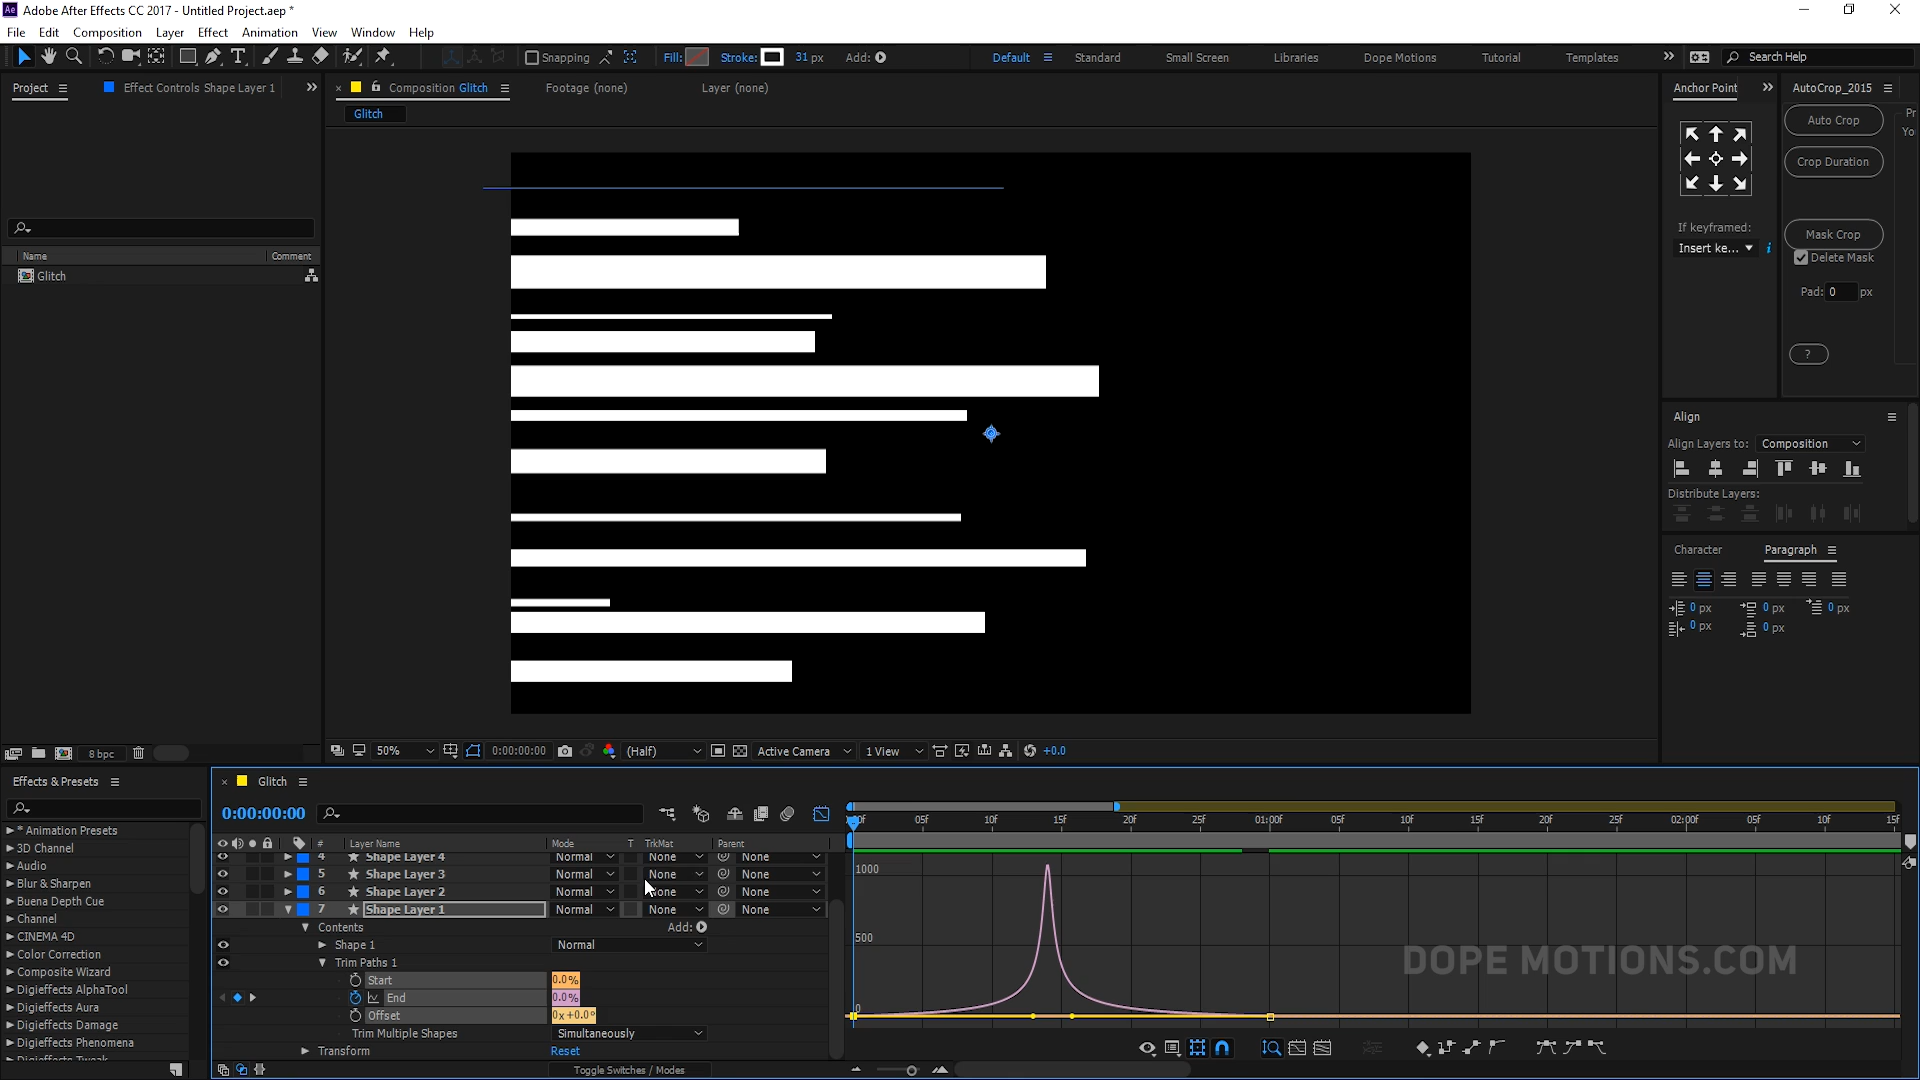 Adobe After Effects CC 2017 - Untitled Project.aep *
File Edit Composition Layer Effect Animation View Window Help
Snapping Fill: Stroke: 31 px Add: Default Standard Small Screen Libraries Dope Motions Tutorial Templates Search Help
Project Effect Controls Shape Layer 1 Composition Glitch Footage (none) Layer (none) Anchor Point AutoCrop_2015
Glitch
Auto Crop
Pr
Yo
Crop Duration
If keyframed:
Insert ke...
Mask Crop
Delete Mask
Pad: 0 px
?
Name Comment
Glitch
Align
Align Layers to: Composition
Distribute Layers:
Character Paragraph
0 px 0 px 0 px
0 px 0 px
8 bpc 50% 0:00:00:00 (Half) Active Camera 1 View +0.0
Effects & Presets
Glitch
0:00:00:00
05f 10f 15f 20f 25f 01:00f 05f 10f 15f 20f 25f 02:00f 05f 10f 15f
* Animation Presets
3D Channel
Audio
Blur & Sharpen
Buena Depth Cue
Channel
CINEMA 4D
Color Correction
Composite Wizard
Digieffects AlphaTool
Digieffects Aura
Digieffects Damage
Digieffects Phenomena
Digieffects Tweak
# Layer Name Mode T TrkMat Parent
4 Shape Layer 4 Normal None None
5 Shape Layer 3 Normal None None
6 Shape Layer 2 Normal None None
7 Shape Layer 1 Normal None None
Contents Add:
Shape 1 Normal
Trim Paths 1
Start 0.0%
End 0.0%
Offset 0x+0.0°
Trim Multiple Shapes Simultaneously
Transform Reset
Toggle Switches / Modes
1000
500
0
DOPE MOTIONS.COM